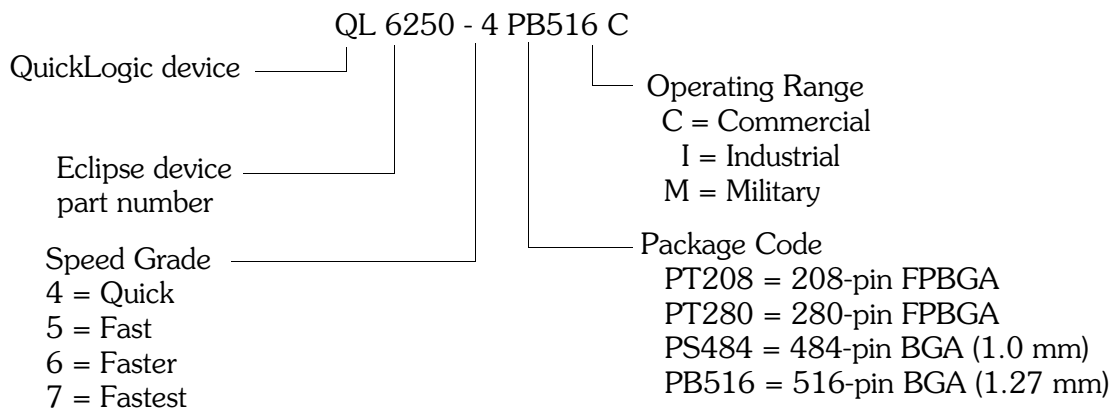 QL 6250 - 4 PB516 C
QuickLogic device
Operating Range
C = Commercial
I = Industrial
M = Military
Eclipse device
part number
Speed Grade
4 = Quick
5 = Fast
6 = Faster
7 = Fastest
Package Code
PT208 = 208-pin FPBGA
PT280 = 280-pin FPBGA
PS484 = 484-pin BGA (1.0 mm)
PB516 = 516-pin BGA (1.27 mm)